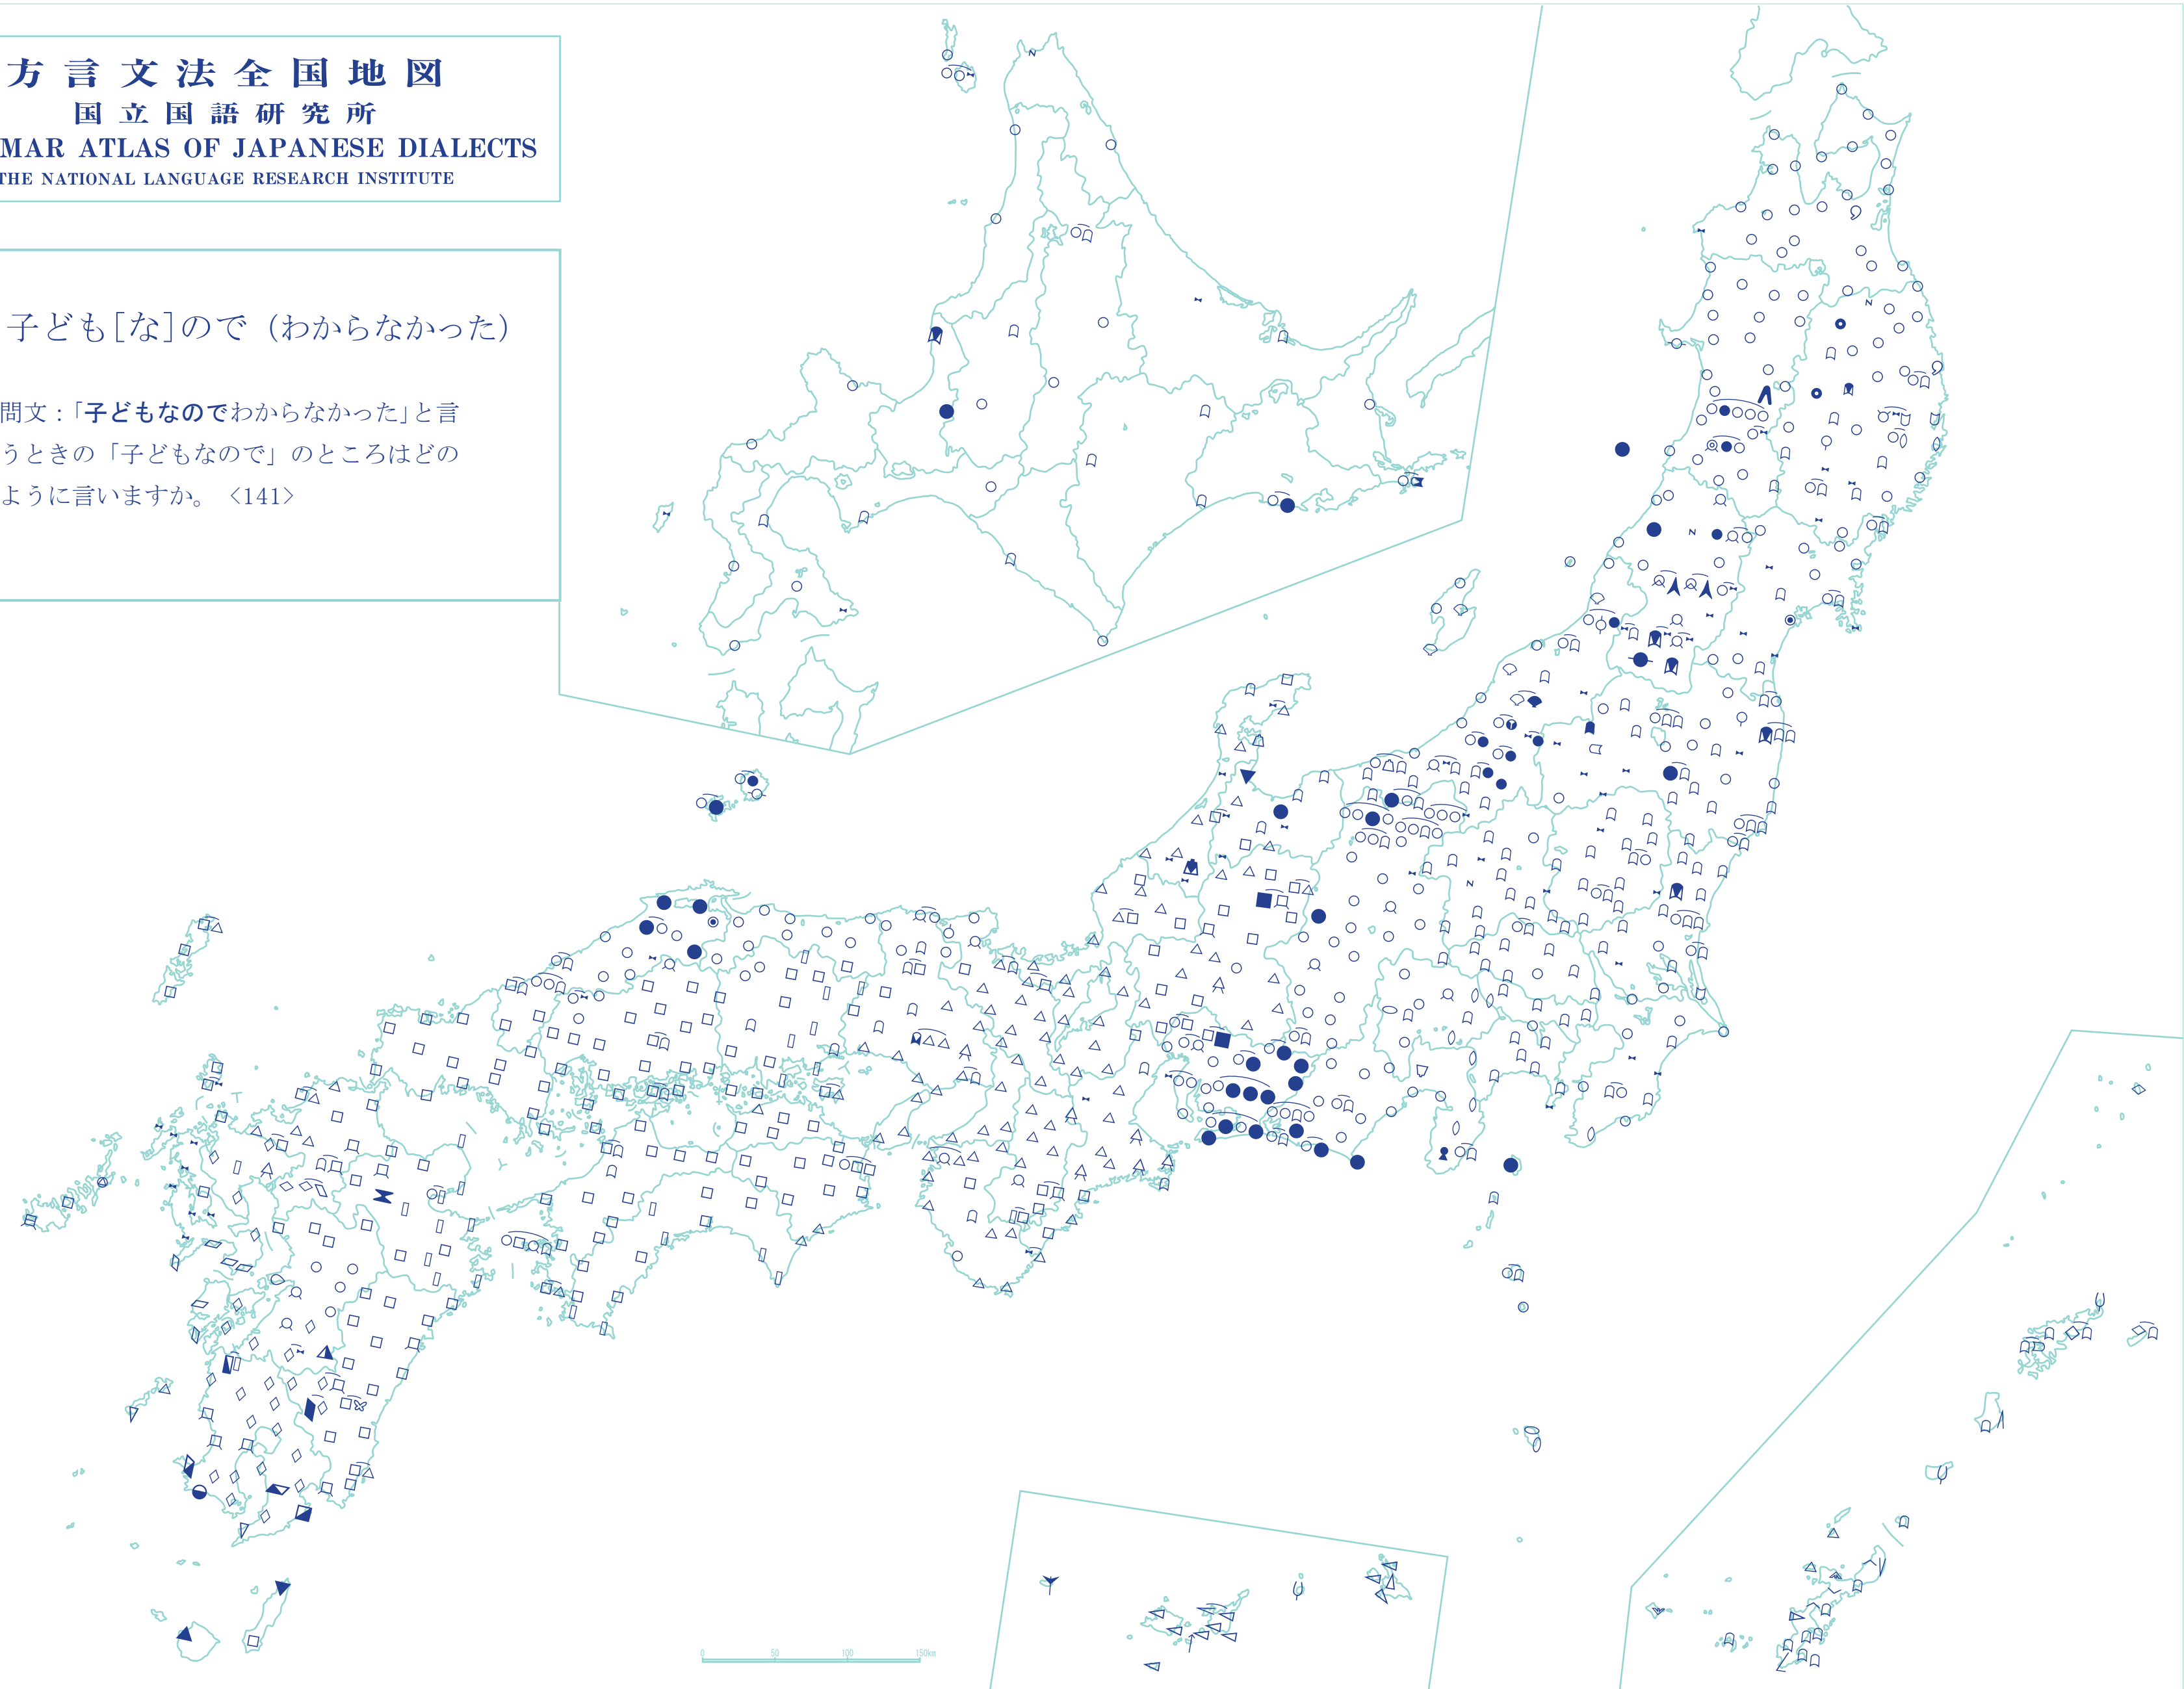 方言文法全国地図
国立国語研究所
MAR ATLAS OF JAPANESE DIALECTS
THE NATIONAL LANGUAGE RESEARCH INSTITUTE
子ども[な]ので(わからなかった)
問文:「子どもなのでわからなかった」と言
うときの「子どもなので」のところはどの
ように言いますか。〈141〉
0 50 100 150km